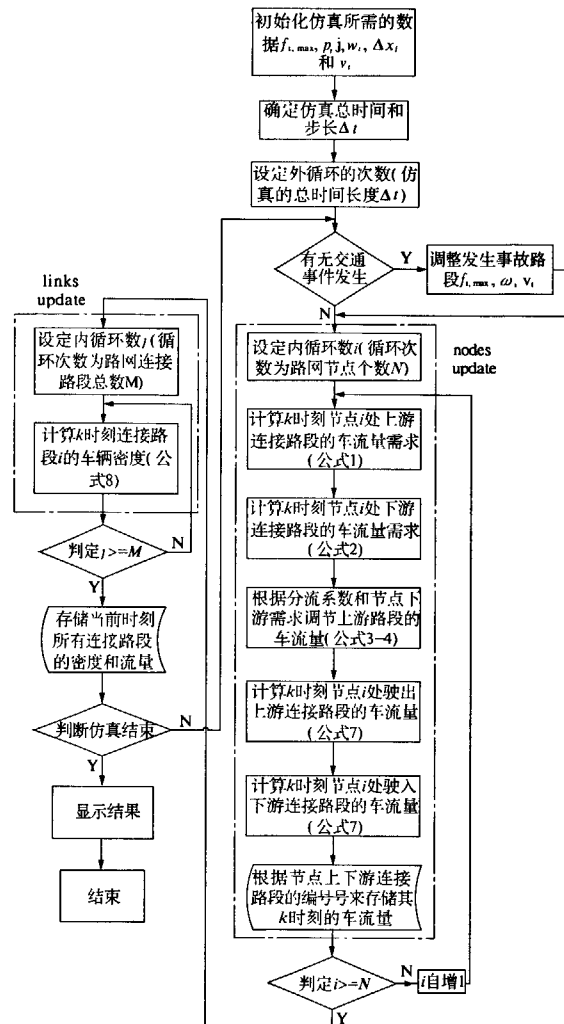 初始化仿真所需的数
据f i, max, p, j, w i, Δx i
和 v i
确定仿真总时间和
步长Δt
设定外循环的次数(仿
真的总时间长度Δt)
有无交通
事件发生
Y
调整发生事故路
段f i, max, ω, v i
N
links
update
设定内循环数j(循
环次数为路网连接
路段总数M)
计算k时刻连接路
段i的车辆密度(公
式8)
判定j>=M
N
Y
存储当前时刻
所有连接路段
的密度和流量
判断仿真结束
N
Y
显示结果
结束
nodes
update
设定内循环数i(循环次
数为路网节点个数N)
计算k时刻节点i处上游
连接路段的车流量需求
(公式1)
计算k时刻节点i处下游
连接路段的车流量需求
(公式2)
根据分流系数和节点下
游需求调节上游路段的
车流量(公式3-4)
计算k时刻节点i处驶出
上游连接路段的车流量
(公式7)
计算k时刻节点i处驶入
下游连接路段的车流量
(公式7)
根据节点上下游连接
路段的编号号来存储其
k时刻的车流量
判定i>=N
N
i自增1
Y